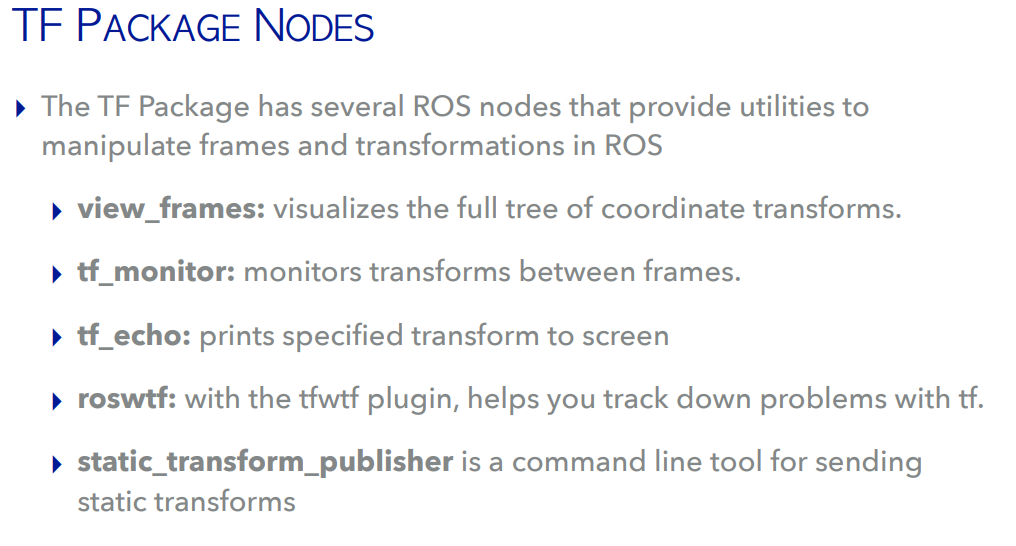 TF PACKAGE NODES
The TF Package has several ROS nodes that provide utilities to
manipulate frames and transformations in ROS
view_frames: visualizes the full tree of coordinate transforms.
tf_monitor: monitors transforms between frames.
tf_echo: prints specified transform to screen
roswtf: with the tfwtf plugin, helps you track down problems with tf.
static_transform_publisher is a command line tool for sending
static transforms